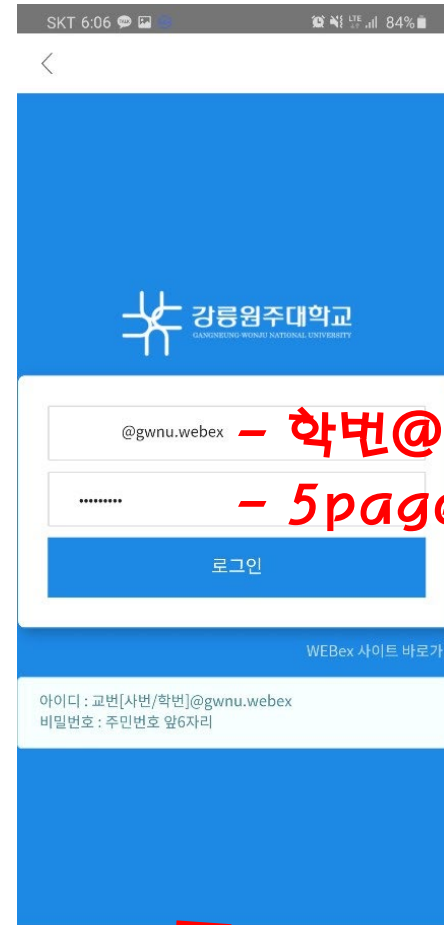 SKT 6:06 LTE 84%
강릉원주대학교
GANGNEUNG-WONJU NATIONAL UNIVERSITY
@gwnu.webex - 학번@
••••••••• - 5page
로그인
WEBex 사이트 바로가
아이디 : 교번[사번/학번]@gwnu.webex
비밀번호 : 주민번호 앞6자리